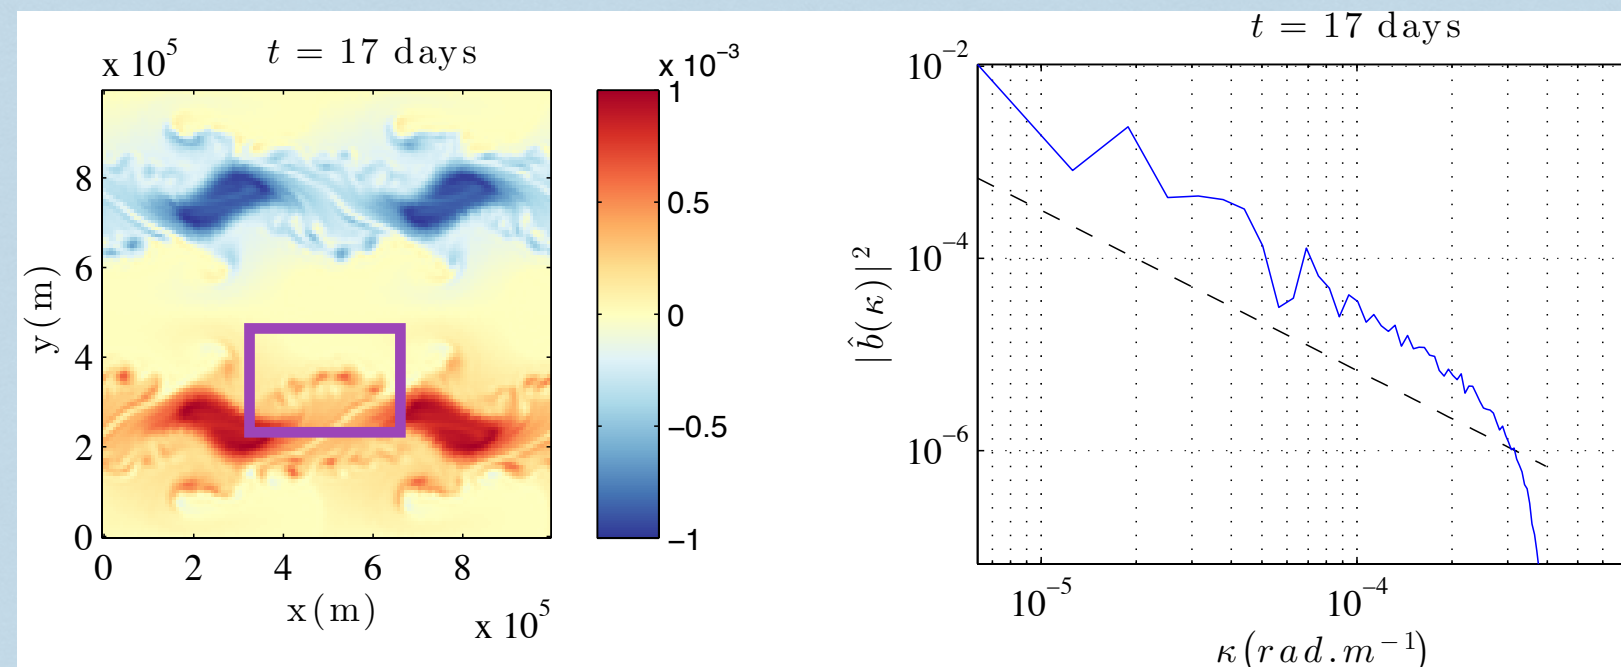 t = 17 days
x 10^5
8
6
4
2
0
y(m)
0 2 4 6 8
x(m)
x 10^5
x 10^−3
1
0.5
0
−0.5
−1
t = 17 days
10^−2
10^−4
10^−6
|b̂(κ)|^2
10^−5 10^−4
κ(rad.m^−1)